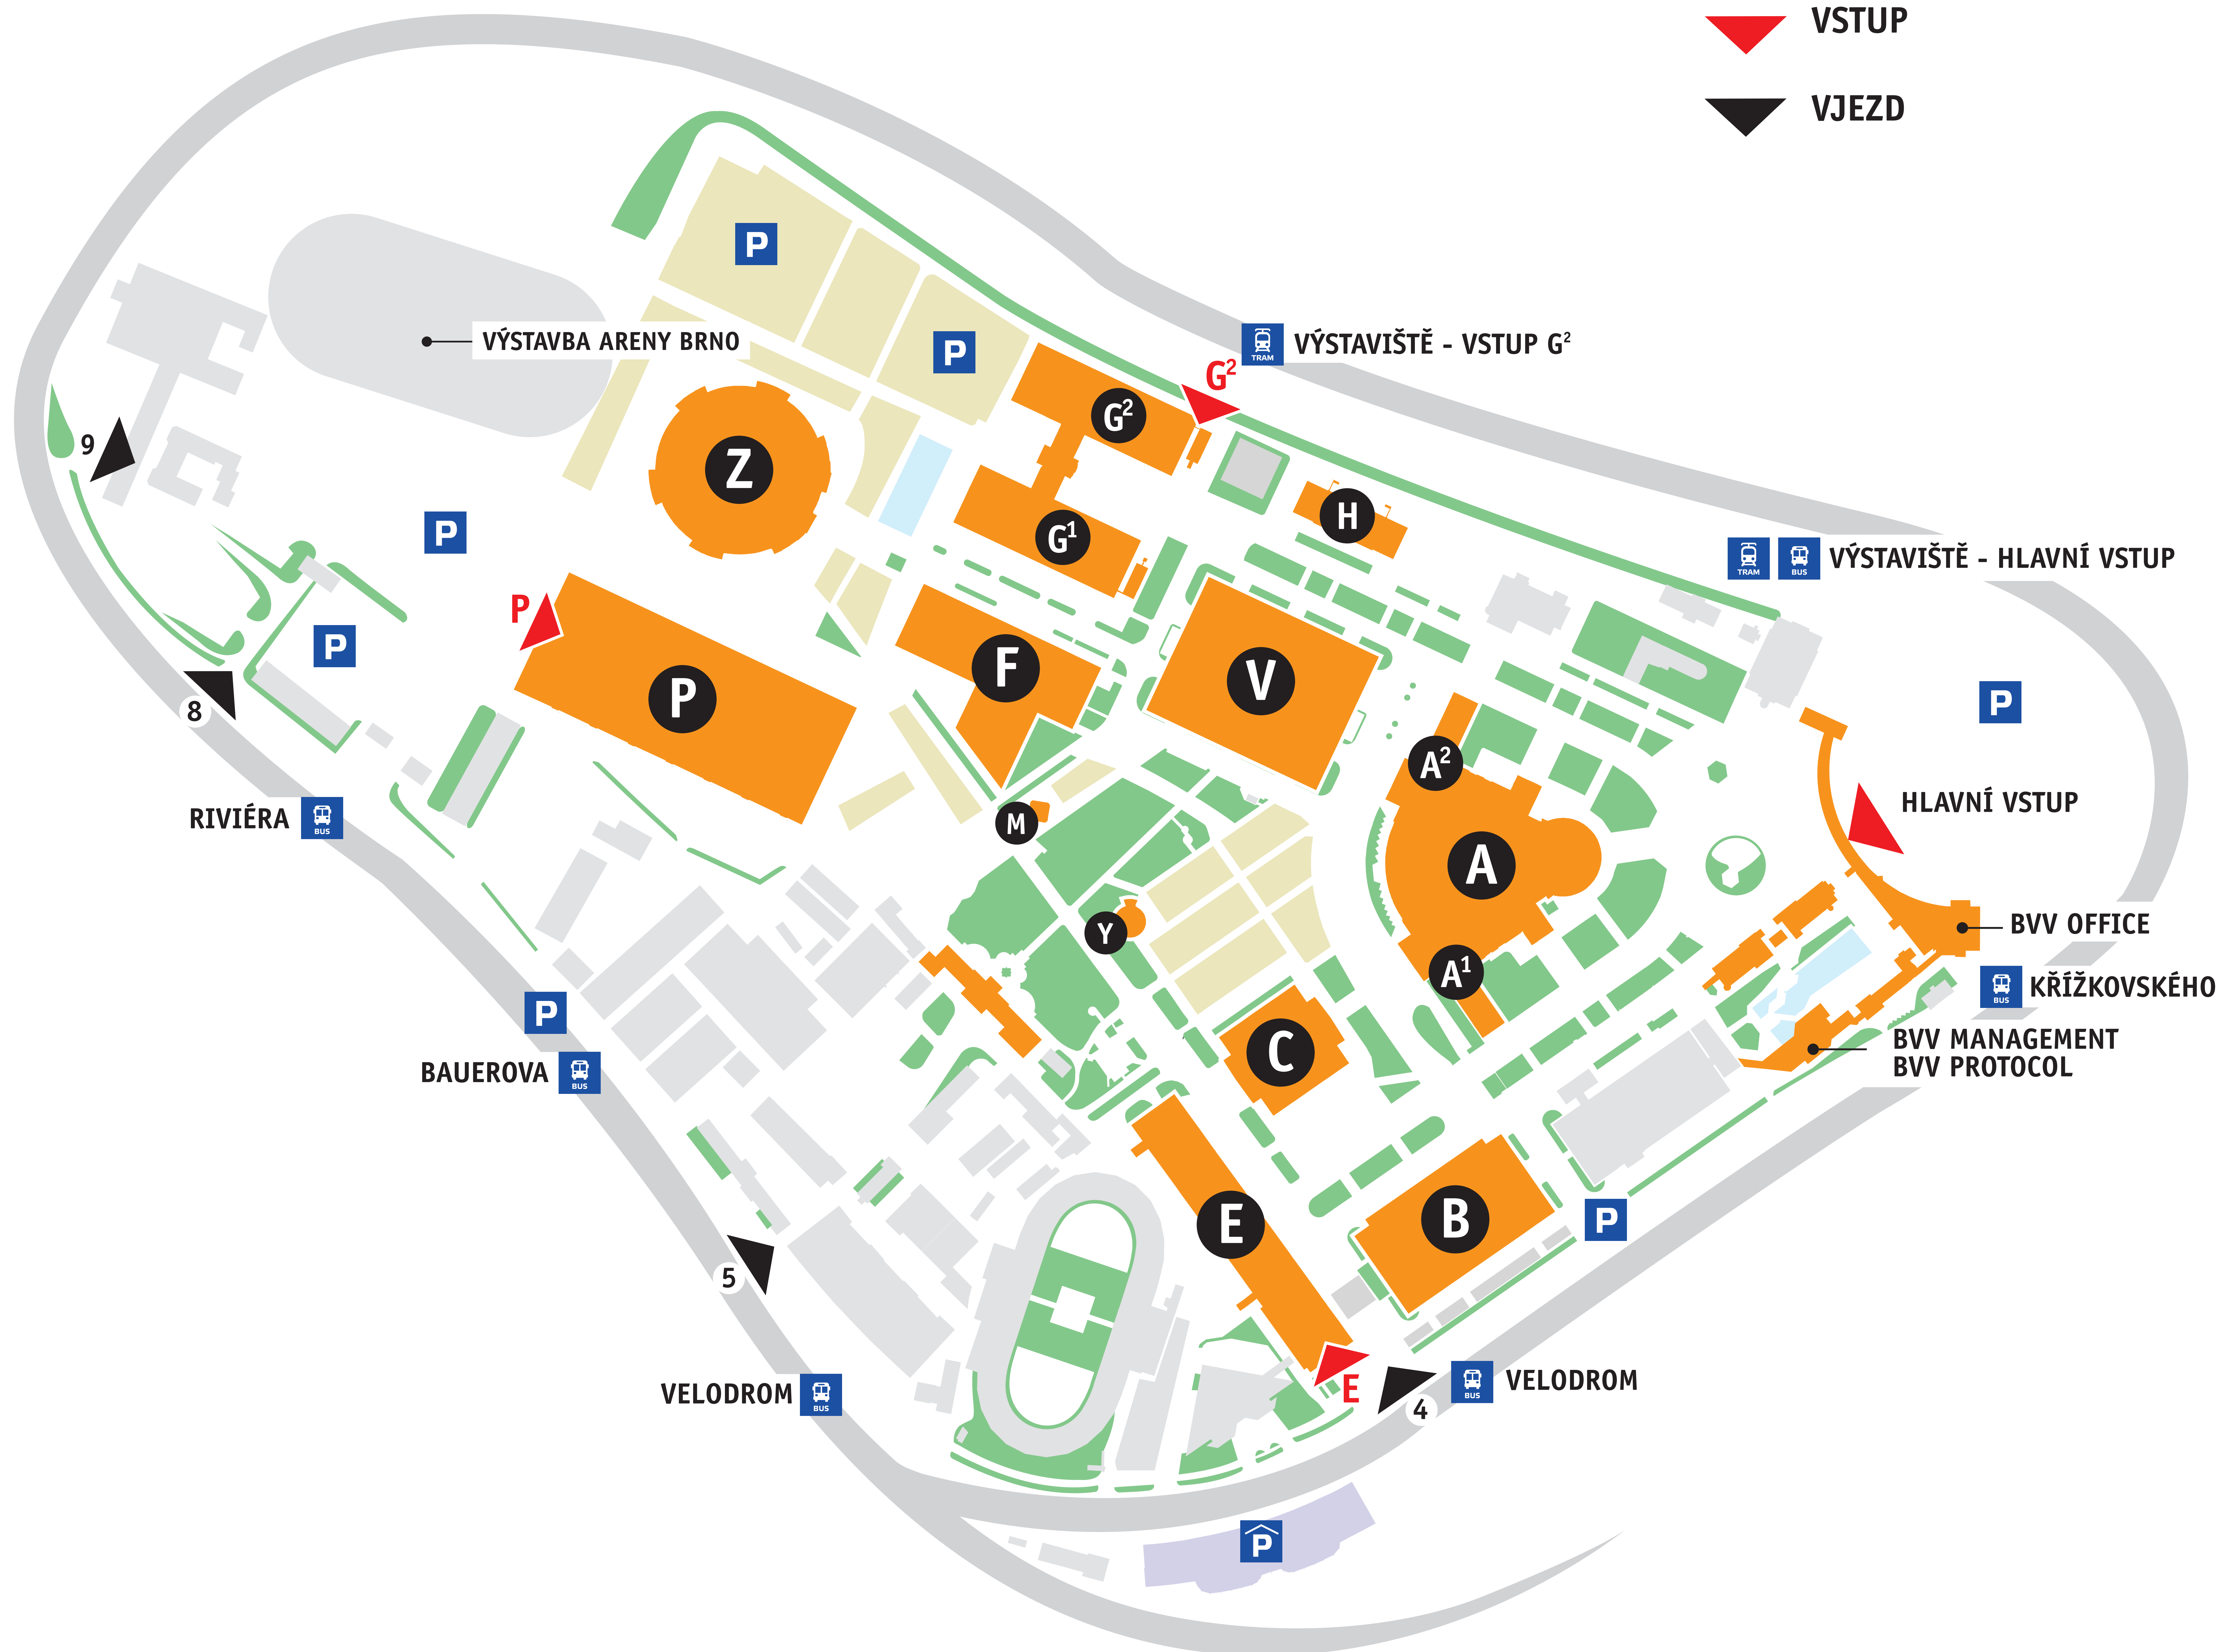 VSTUP
VJEZD
P
VÝSTAVBA ARENY BRNO
P
TRAM
VÝSTAVIŠTĚ - VSTUP G²
G²
G²
9
Z
H
P
G¹
TRAM
BUS
VÝSTAVIŠTĚ - HLAVNÍ VSTUP
P
P
F
V
P
P
8
A²
HLAVNÍ VSTUP
RIVIÉRA
BUS
M
A
Y
BVV OFFICE
A¹
BUS
KŘÍŽKOVSKÉHO
P
C
BVV MANAGEMENT
BVV PROTOCOL
BAUEROVA
BUS
E
B
P
5
VELODROM
BUS
E
4
BUS
VELODROM
P